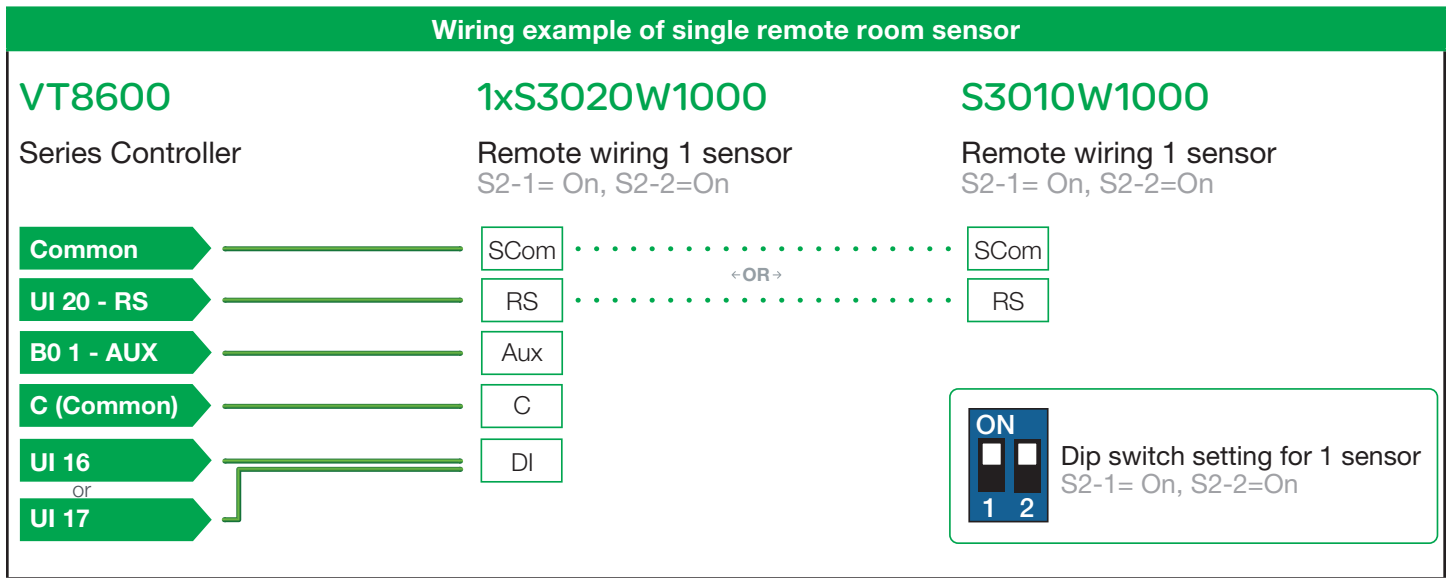 Wiring example of single remote room sensor
VT8600
Series Controller
1xS3020W1000
Remote wiring 1 sensor
S2-1= On, S2-2=On
S3010W1000
Remote wiring 1 sensor
S2-1= On, S2-2=On
Common
SCom
SCom
←OR→
UI 20 - RS
RS
RS
B0 1 - AUX
Aux
C (Common)
C
UI 16
or
UI 17
DI
ON
1 2
Dip switch setting for 1 sensor
S2-1= On, S2-2=On